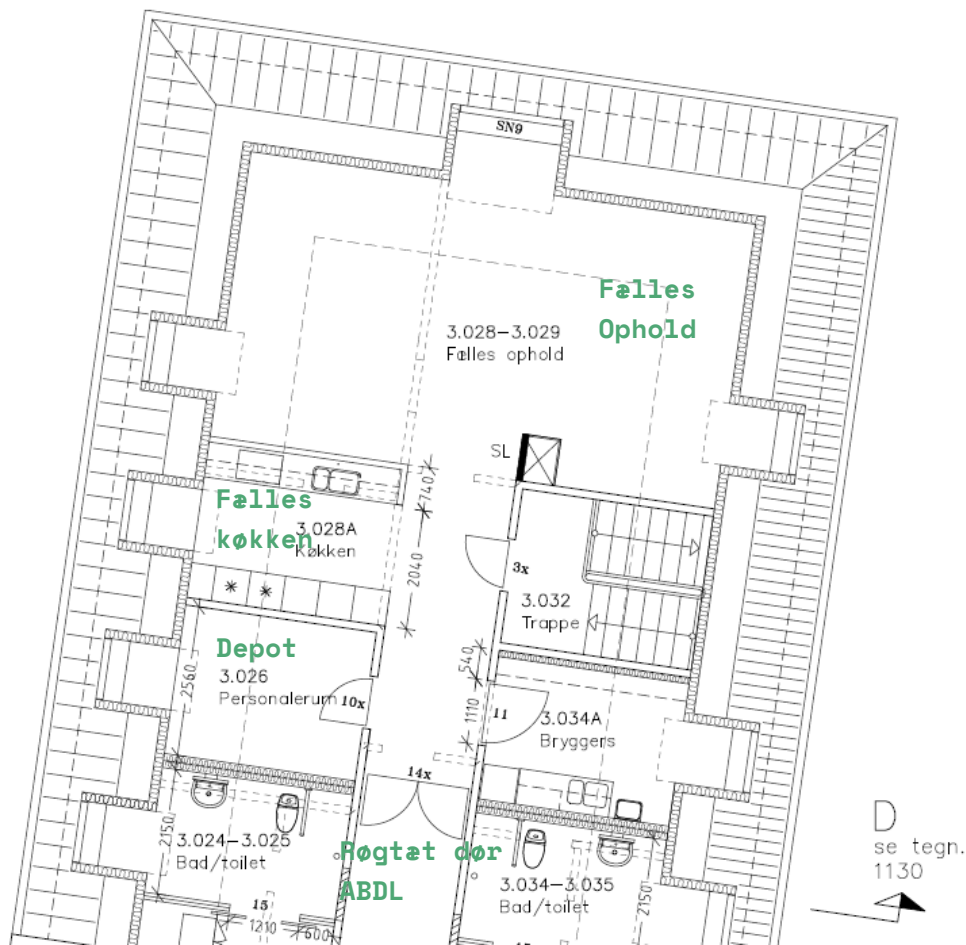 SN9
Fælles
Ophold
3.028–3.029
Fælles ophold
SL
740
Fælles
køkken
3.028A
Køkken
2040
3x
3.032
Trappe
540
Depot
3.026
Personalerum
10x
2560
1110
11
3.034A
Bryggers
14x
3.024–3.025
Bad/toilet
2150
Røgtæt dør
ABDL
3.034–3.035
Bad/toilet
2150
15
1210
600
15
D
se tegn.
1130